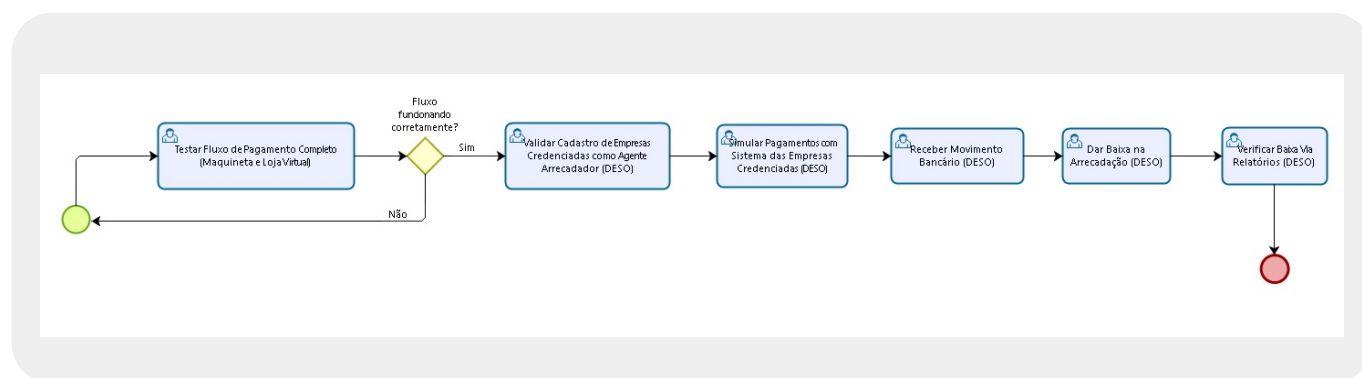 Fluxo
fundonando
corretamente?
Testar Fluxo de Pagamento Completo
(Maquineta e Loja Virtual)
Sim
Não
Validar Cadastro de Empresas
Credenciadas como Agente
Arrecadador (DESO)
Simular Pagamentos com
Sistema das Empresas
Credenciadas (DESO)
Receber Movimento
Bancário (DESO)
Dar Baixa na
Arrecadação (DESO)
Verificar Baixa Via
Relatórios (DESO)